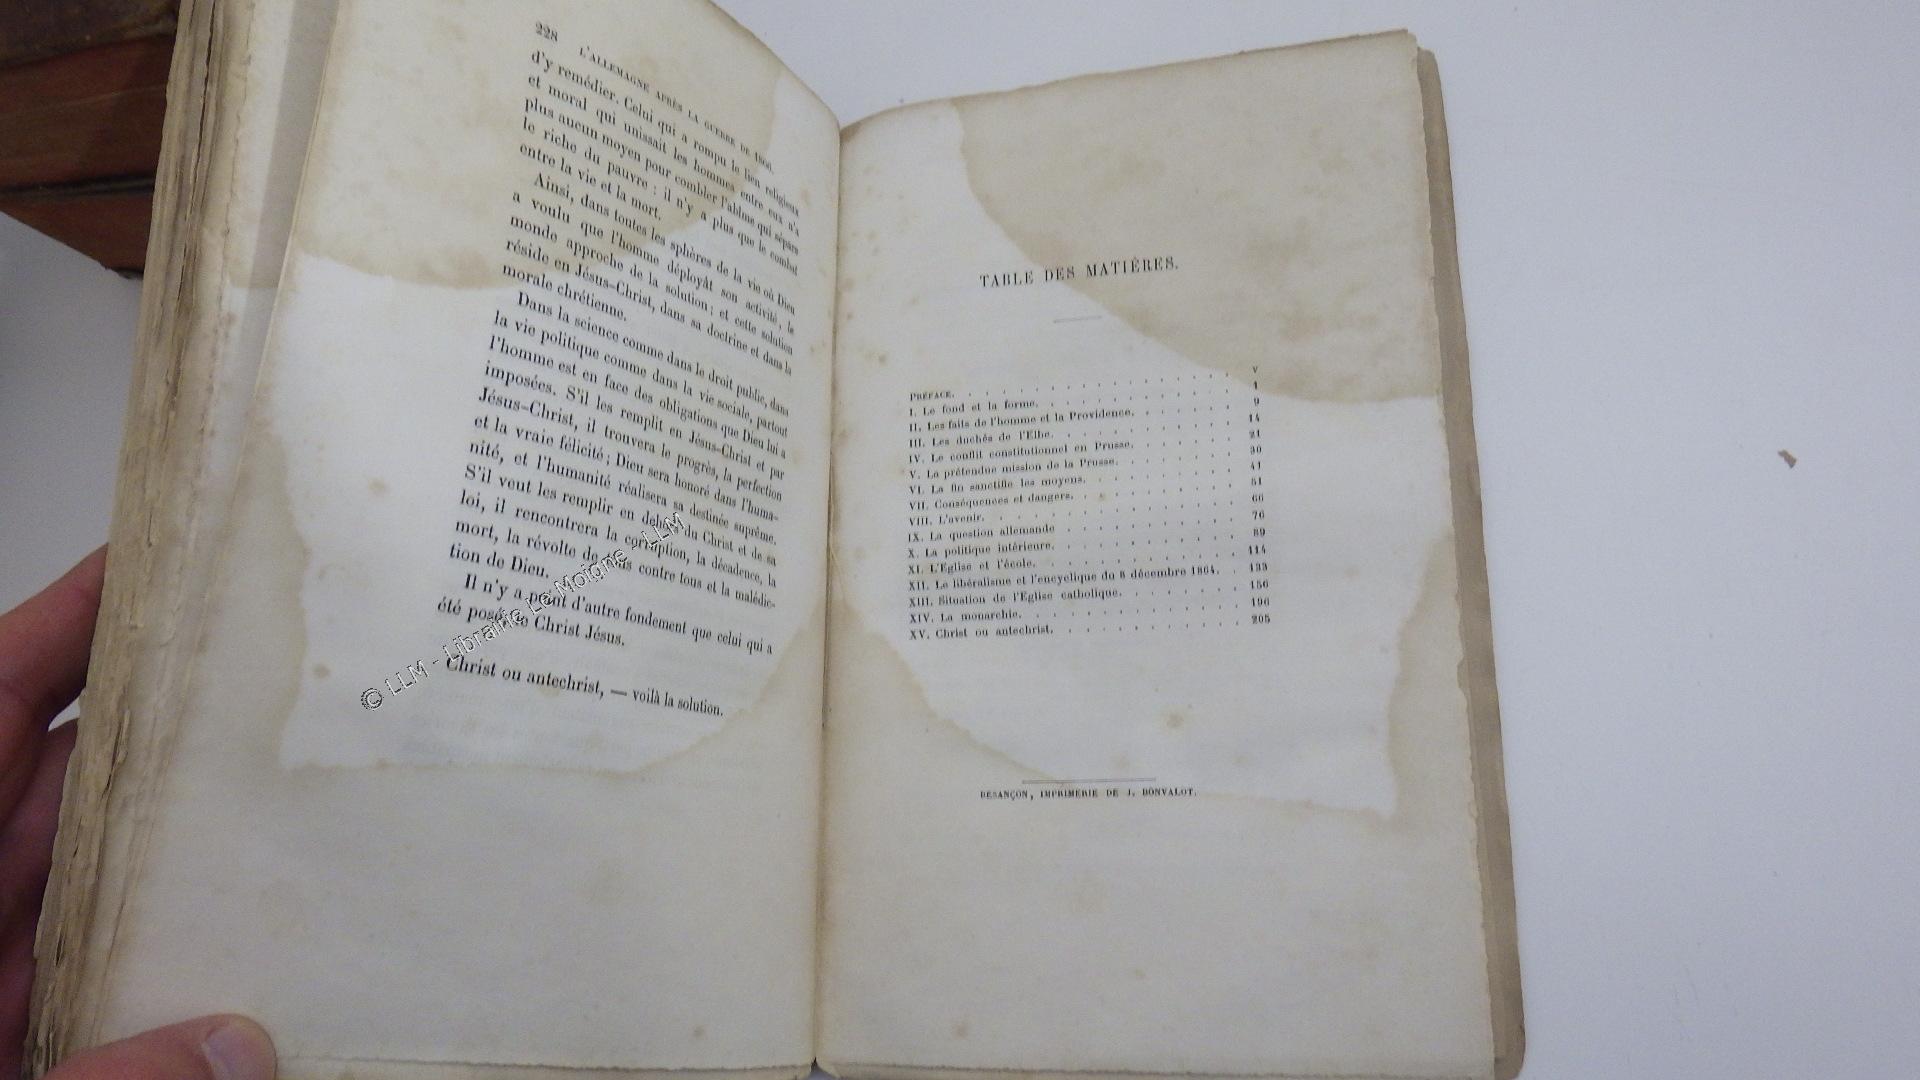 228 L'ALLEMAGNE APRÈS LA GUERRE DE 1866.
d'y remédier. Celui qui a rompu le lien religieux
et moral qui unissait les hommes entre eux n'a
plus aucun moyen pour combler l'abîme qui sépare
le riche du pauvre : il n'y a plus que le combat
entre la vie et la mort.
Ainsi, dans toutes les sphères de la vie où Dieu
a voulu que l'homme déployât son activité, le
monde approche de la solution ; et cette solution
réside en Jésus-Christ, dans sa doctrine et dans la
morale chrétienne.
Dans la science comme dans le droit public, dans
la vie politique comme dans la vie sociale, partout
l'homme est en face des obligations que Dieu lui a
imposées. S'il les remplit en Jésus-Christ et par
Jésus-Christ, il trouvera le progrès, la perfection
et la vraie félicité ; Dieu sera honoré dans l'huma-
nité, et l'humanité réalisera sa destinée suprême.
S'il veut les remplir en dehors du Christ et de sa
loi, il rencontrera la corruption, la décadence, la
mort, la révolte de tous contre tous et la malédic-
tion de Dieu.
Il n'y a point d'autre fondement que celui qui a
été posé, le Christ Jésus.
Christ ou antechrist, — voilà la solution.
© LLM - Librairie Le Moigne - LLM
TABLE DES MATIÈRES.
PRÉFACE. V
I. Le fond et la forme. 1
II. Les faits de l'homme et la Providence. 9
III. Les duchés de l'Elbe. 14
IV. Le conflit constitutionnel en Prusse. 21
V. La prétendue mission de la Prusse. 30
VI. La fin sanctifie les moyens. 41
VII. Conséquences et dangers. 51
VIII. L'avenir. 66
IX. La question allemande 76
X. La politique intérieure. 89
XI. L'Église et l'école. 114
XII. Le libéralisme et l'encyclique du 8 décembre 1864. 133
XIII. Situation de l'Église catholique. 156
XIV. La monarchie. 196
XV. Christ ou antechrist. 205
BESANÇON, IMPRIMERIE DE J. BONVALOT.